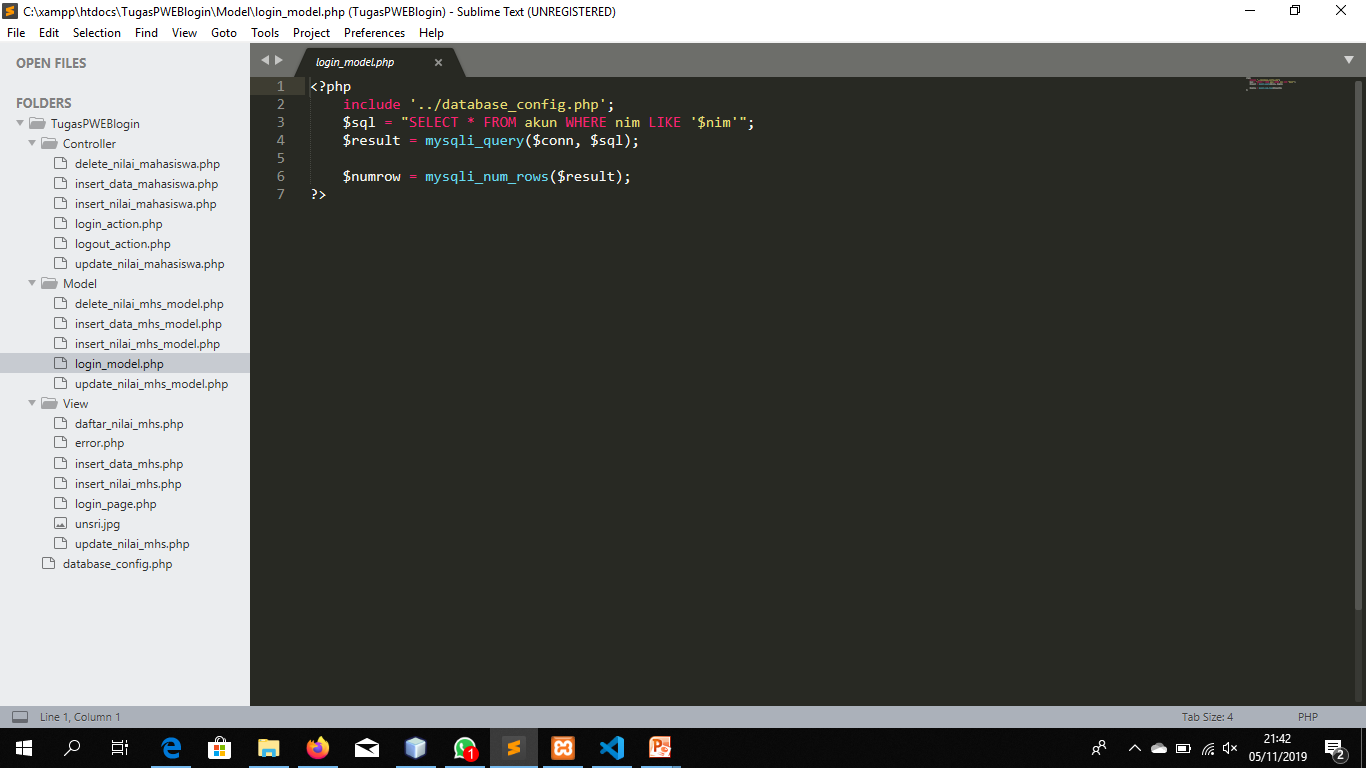 C:\xampp\htdocs\TugasPWEBlogin\Model\login_model.php (TugasPWEBlogin) - Sublime Text (UNREGISTERED)
File Edit Selection Find View Goto Tools Project Preferences Help
OPEN FILES
FOLDERS
TugasPWEBlogin
Controller
delete_nilai_mahasiswa.php
insert_data_mahasiswa.php
insert_nilai_mahasiswa.php
login_action.php
logout_action.php
update_nilai_mahasiswa.php
Model
delete_nilai_mhs_model.php
insert_data_mhs_model.php
insert_nilai_mhs_model.php
login_model.php
update_nilai_mhs_model.php
View
daftar_nilai_mhs.php
error.php
insert_data_mhs.php
insert_nilai_mhs.php
login_page.php
unsri.jpg
update_nilai_mhs.php
database_config.php
login_model.php
1 <?php
2 include '../database_config.php';
3 $sql = "SELECT * FROM akun WHERE nim LIKE '$nim'";
4 $result = mysqli_query($conn, $sql);
5
6 $numrow = mysqli_num_rows($result);
7 ?>
Line 1, Column 1
Tab Size: 4
PHP
1
21:42
05/11/2019
2